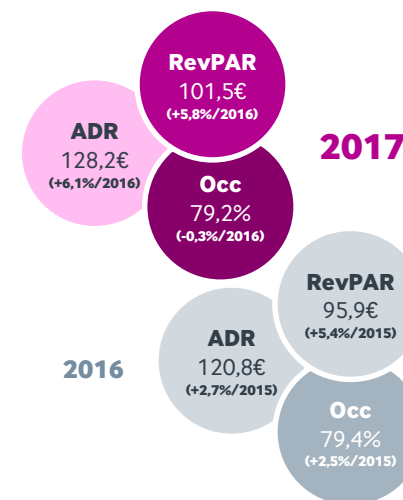 RevPAR
101,5€
(+5,8%/2016)
ADR
128,2€
(+6,1%/2016)
2017
Occ
79,2%
(-0,3%/2016)
RevPAR
95,9€
(+5,4%/2015)
ADR
120,8€
(+2,7%/2015)
2016
Occ
79,4%
(+2,5%/2015)